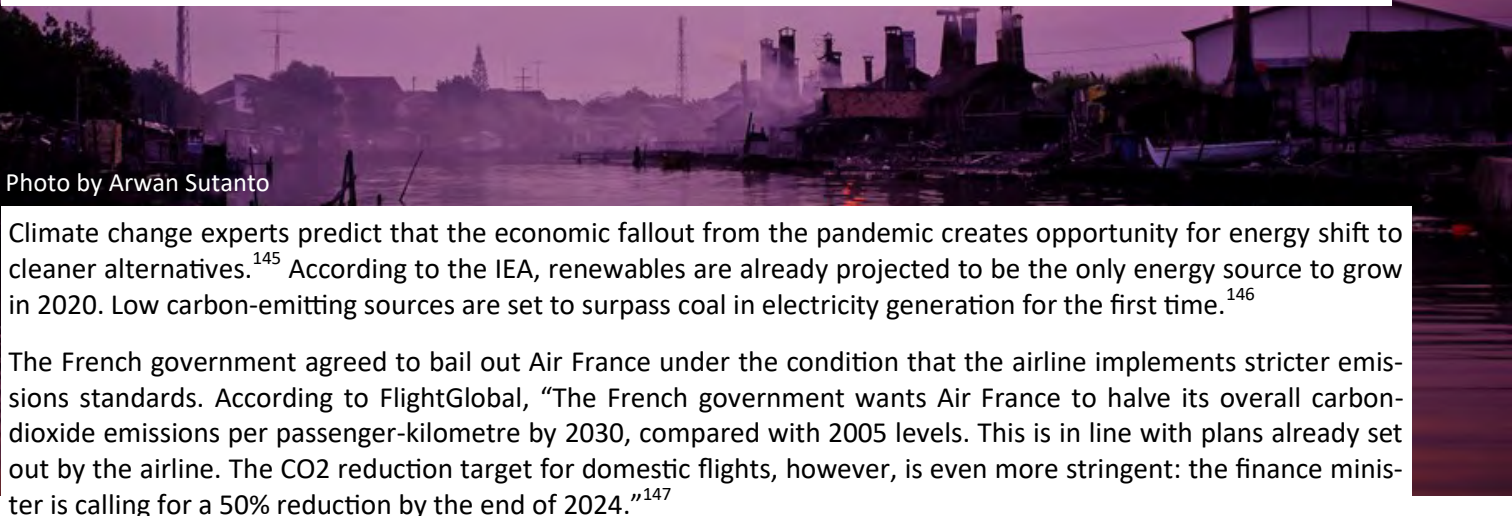 Photo by Arwan Sutanto
Climate change experts predict that the economic fallout from the pandemic creates opportunity for energy shift to
cleaner alternatives.145 According to the IEA, renewables are already projected to be the only energy source to grow
in 2020. Low carbon-emitting sources are set to surpass coal in electricity generation for the first time.146
The French government agreed to bail out Air France under the condition that the airline implements stricter emis-
sions standards. According to FlightGlobal, “The French government wants Air France to halve its overall carbon-
dioxide emissions per passenger-kilometre by 2030, compared with 2005 levels. This is in line with plans already set
out by the airline. The CO2 reduction target for domestic flights, however, is even more stringent: the finance minis-
ter is calling for a 50% reduction by the end of 2024.”147